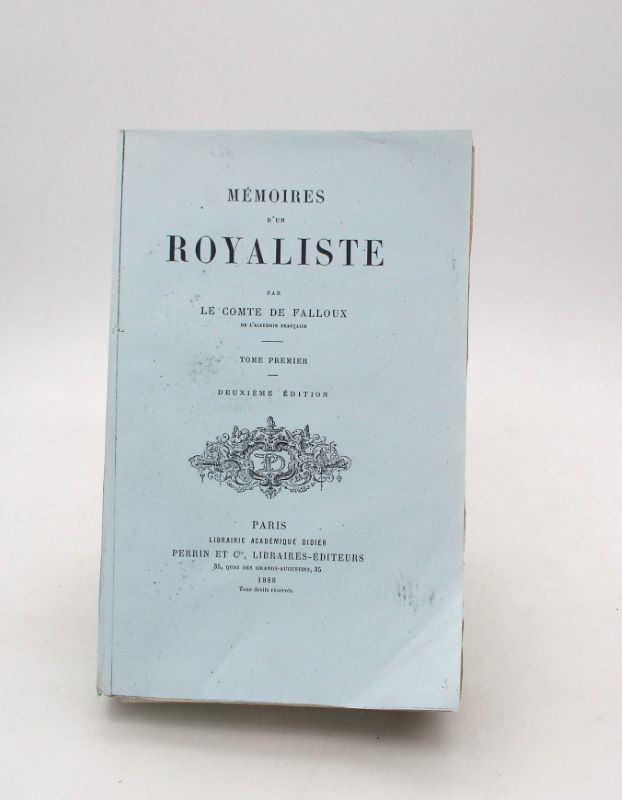 MÉMOIRES
D'UN
ROYALISTE
PAR
LE COMTE DE FALLOUX
DE L'ACADÉMIE FRANÇAISE
TOME PREMIER
DEUXIÈME ÉDITION
PARIS
LIBRAIRIE ACADÉMIQUE DIDIER
PERRIN ET Cie, LIBRAIRES-ÉDITEURS
35, QUAI DES GRANDS-AUGUSTINS, 35
1888
Tous droits réservés.